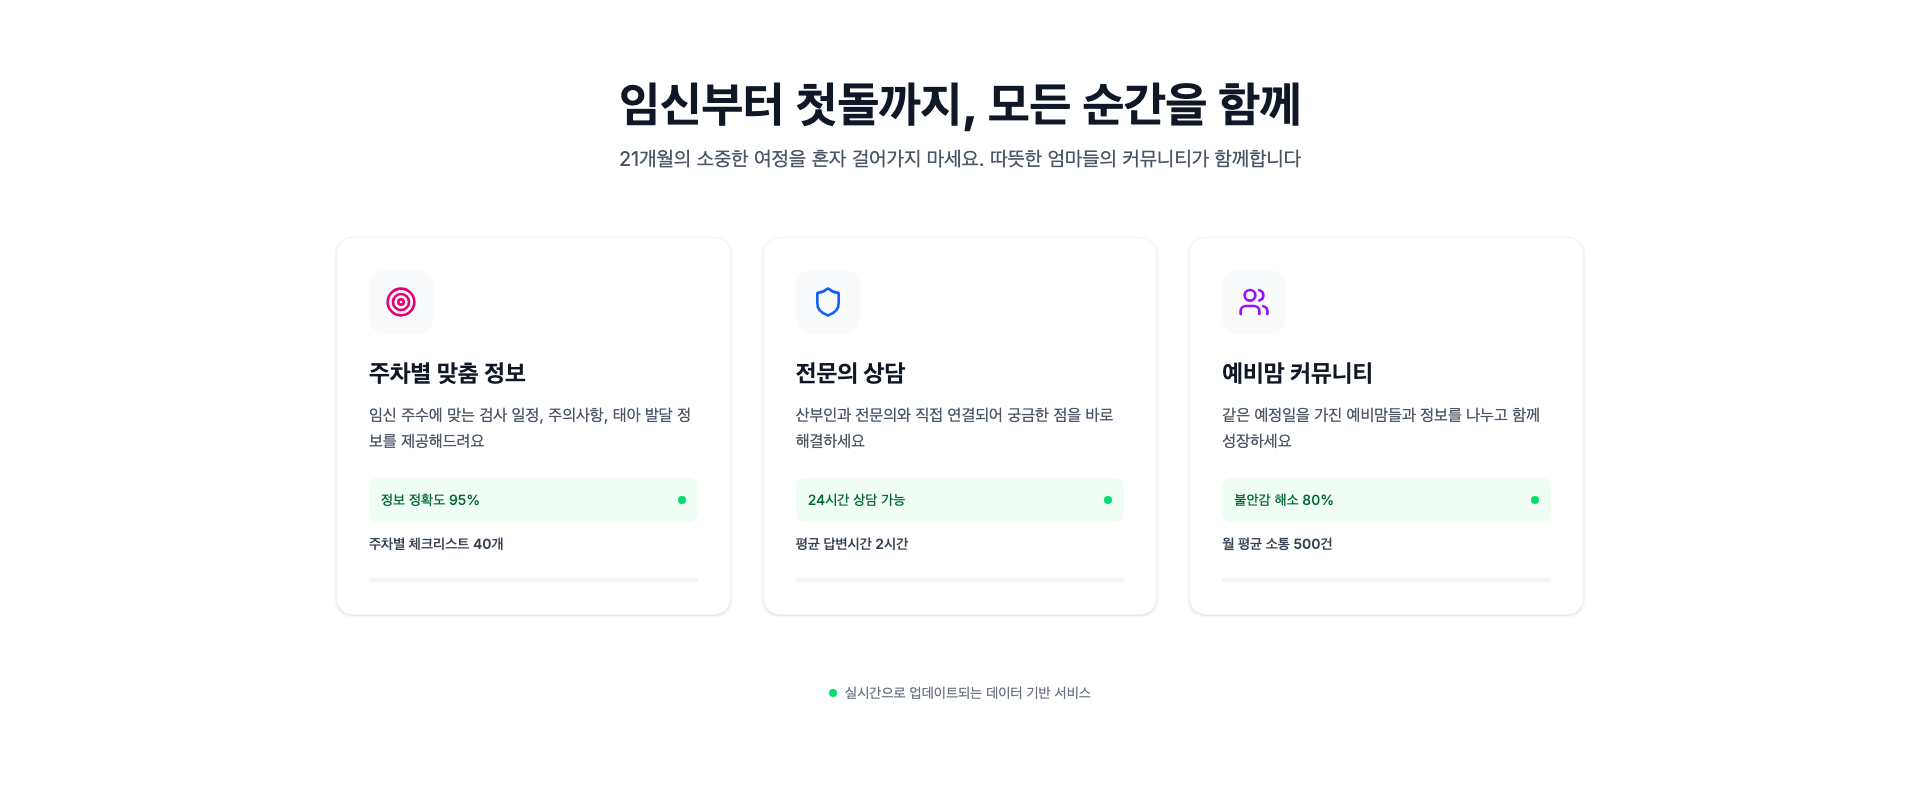 임신부터 첫돌까지, 모든 순간을 함께
21개월의 소중한 여정을 혼자 걸어가지 마세요. 따뜻한 엄마들의 커뮤니티가 함께합니다
주차별 맞춤 정보
임신 주수에 맞는 검사 일정, 주의사항, 태아 발달 정
보를 제공해드려요
정보 정확도 95%
주차별 체크리스트 40개
전문의 상담
산부인과 전문의와 직접 연결되어 궁금한 점을 바로
해결하세요
24시간 상담 가능
평균 답변시간 2시간
예비맘 커뮤니티
같은 예정일을 가진 예비맘들과 정보를 나누고 함께
성장하세요
불안감 해소 80%
월 평균 소통 500건
실시간으로 업데이트되는 데이터 기반 서비스